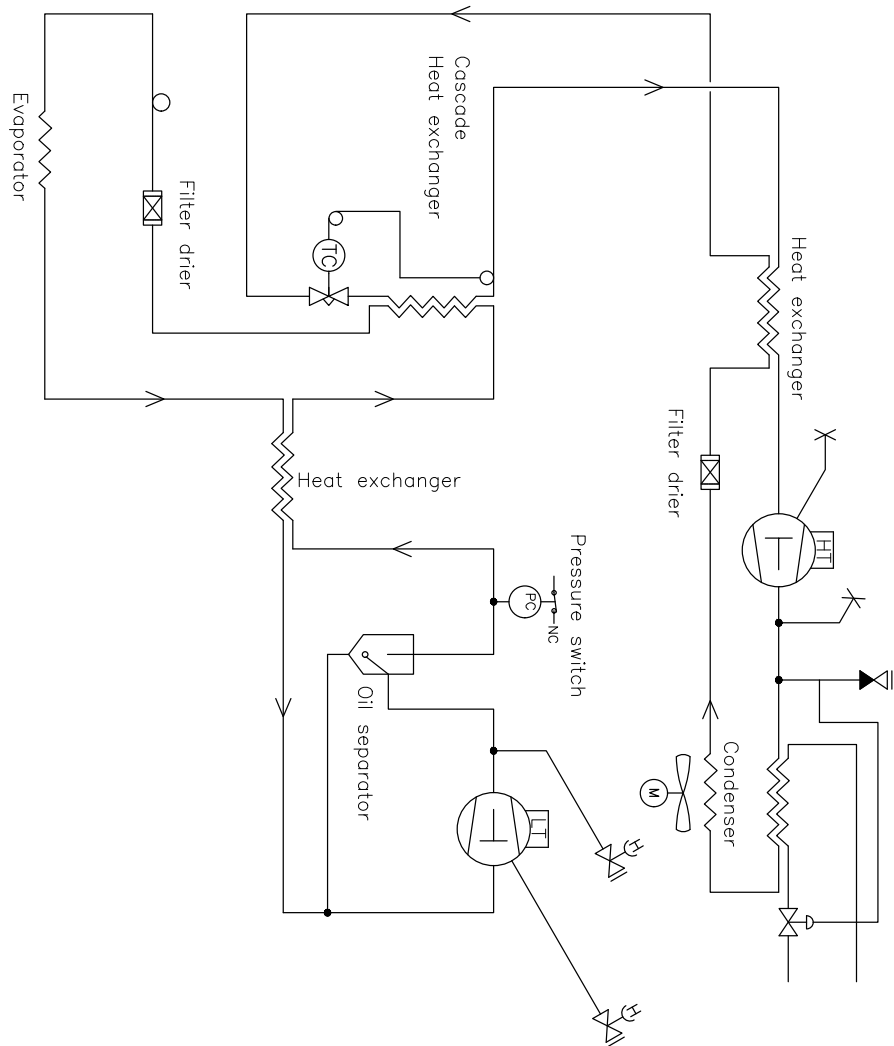 Cascade
Heat exchanger
Evaporator
Filter drier
TC
Heat exchanger
Filter drier
Heat exchanger
HT
Pressure switch
PC
NC
Oil separator
Condenser
M
LT